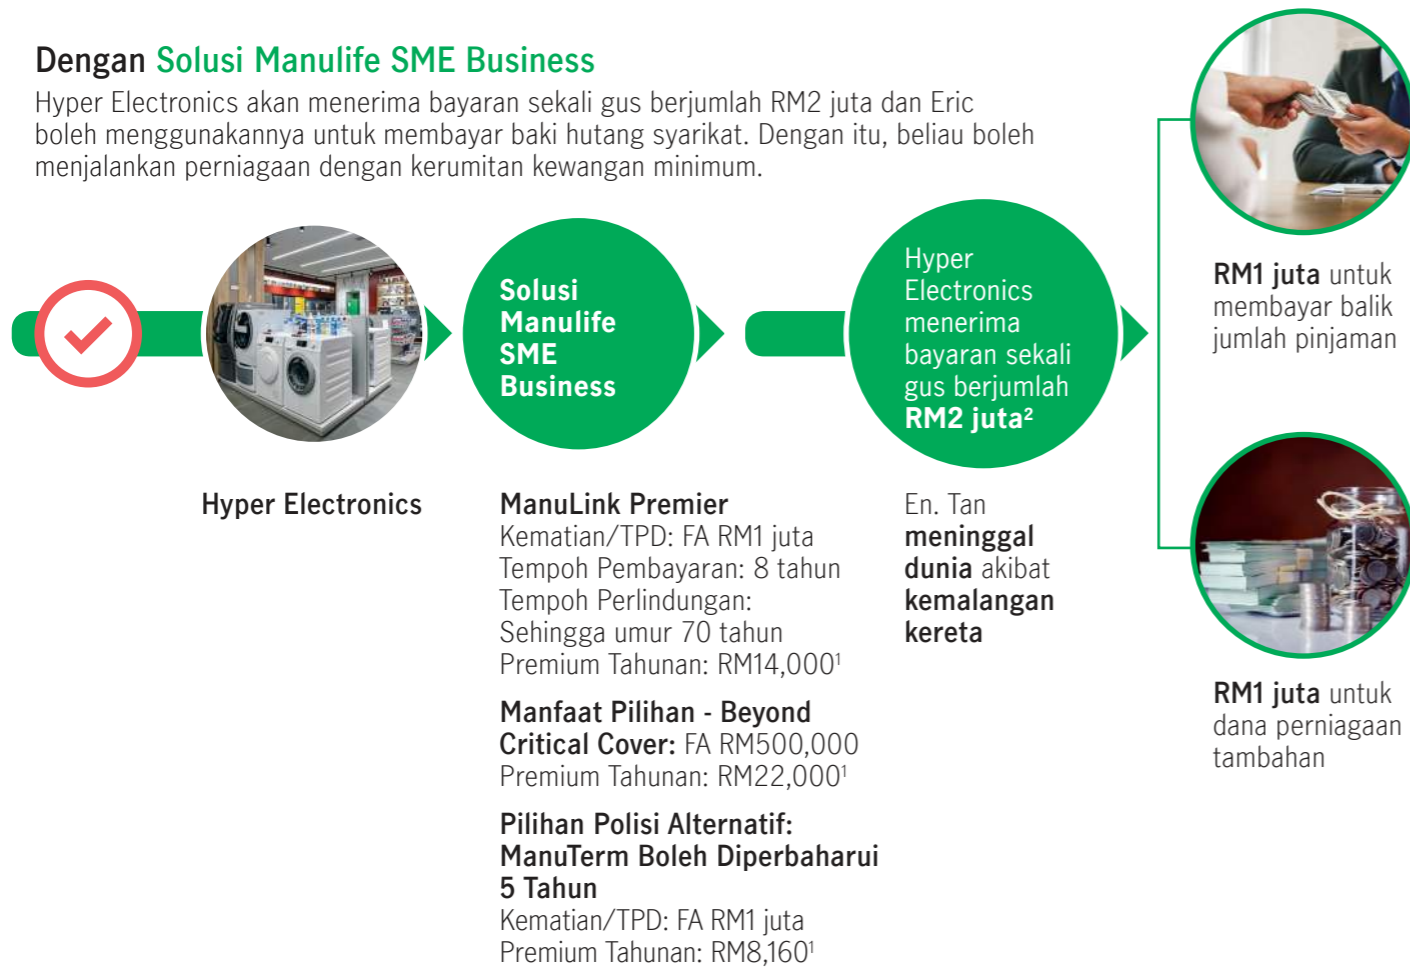 Dengan Solusi Manulife SME Business
Hyper Electronics akan menerima bayaran sekali gus berjumlah RM2 juta dan Eric
boleh menggunakannya untuk membayar baki hutang syarikat. Dengan itu, beliau boleh
menjalankan perniagaan dengan kerumitan kewangan minimum.
Hyper Electronics
Solusi
Manulife
SME
Business
ManuLink Premier
Kematian/TPD: FA RM1 juta
Tempoh Pembayaran: 8 tahun
Tempoh Perlindungan:
Sehingga umur 70 tahun
Premium Tahunan: RM14,000¹
Manfaat Pilihan - Beyond
Critical Cover: FA RM500,000
Premium Tahunan: RM22,000¹
Pilihan Polisi Alternatif:
ManuTerm Boleh Diperbaharui
5 Tahun
Kematian/TPD: FA RM1 juta
Premium Tahunan: RM8,160¹
Hyper
Electronics
menerima
bayaran sekali
gus berjumlah
RM2 juta²
En. Tan
meninggal
dunia akibat
kemalangan
kereta
RM1 juta untuk
membayar balik
jumlah pinjaman
RM1 juta untuk
dana perniagaan
tambahan